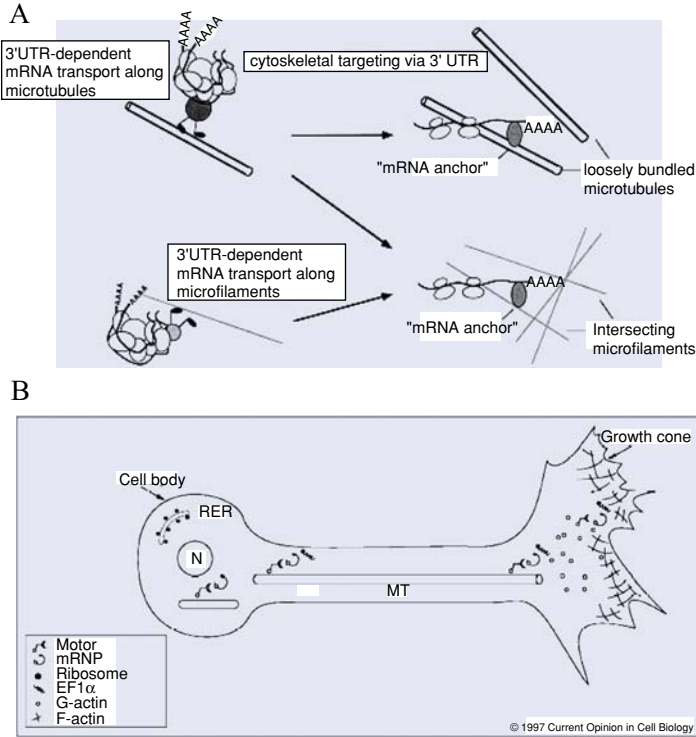 A
AAAA
AAAA
3'UTR-dependent
mRNA transport along
microtubules
cytoskeletal targeting via 3' UTR
AAAA
"mRNA anchor"
loosely bundled
microtubules
3'UTR-dependent
mRNA transport along
microfilaments
AAAA
AAAA
AAAA
"mRNA anchor"
Intersecting
microfilaments
B
Growth cone
Cell body
RER
N
MT
Motor
mRNP
Ribosome
EF1α
G-actin
F-actin
© 1997 Current Opinion in Cell Biology